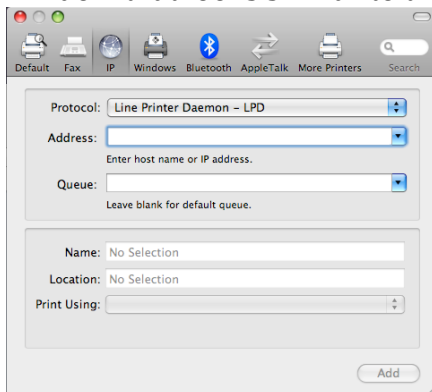 Default Fax IP Windows Bluetooth AppleTalk More Printers Search
Protocol: Line Printer Daemon – LPD
Address:
Enter host name or IP address.
Queue:
Leave blank for default queue.
Name: No Selection
Location: No Selection
Print Using:
Add